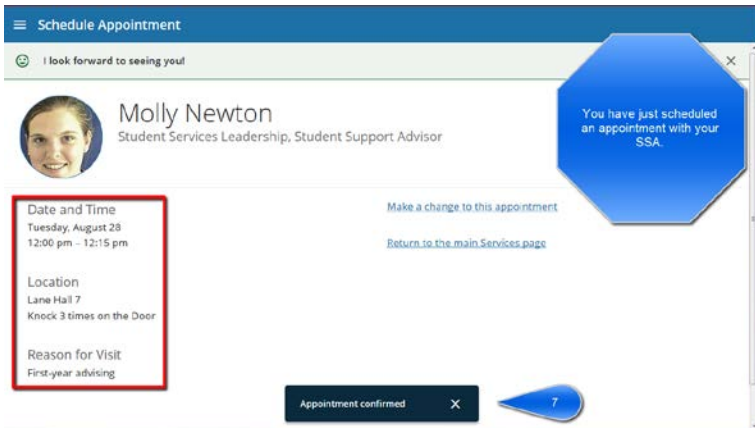 Schedule Appointment
I look forward to seeing you!
You have just scheduled
an appointment with your
SSA.
Molly Newton
Student Services Leadership, Student Support Advisor
Date and Time
Tuesday, August 28
12:00 pm – 12:15 pm
Make a change to this appointment
Return to the main Services page
Location
Lane Hall 7
Knock 3 times on the Door
Reason for Visit
First-year advising
Appointment confirmed
7